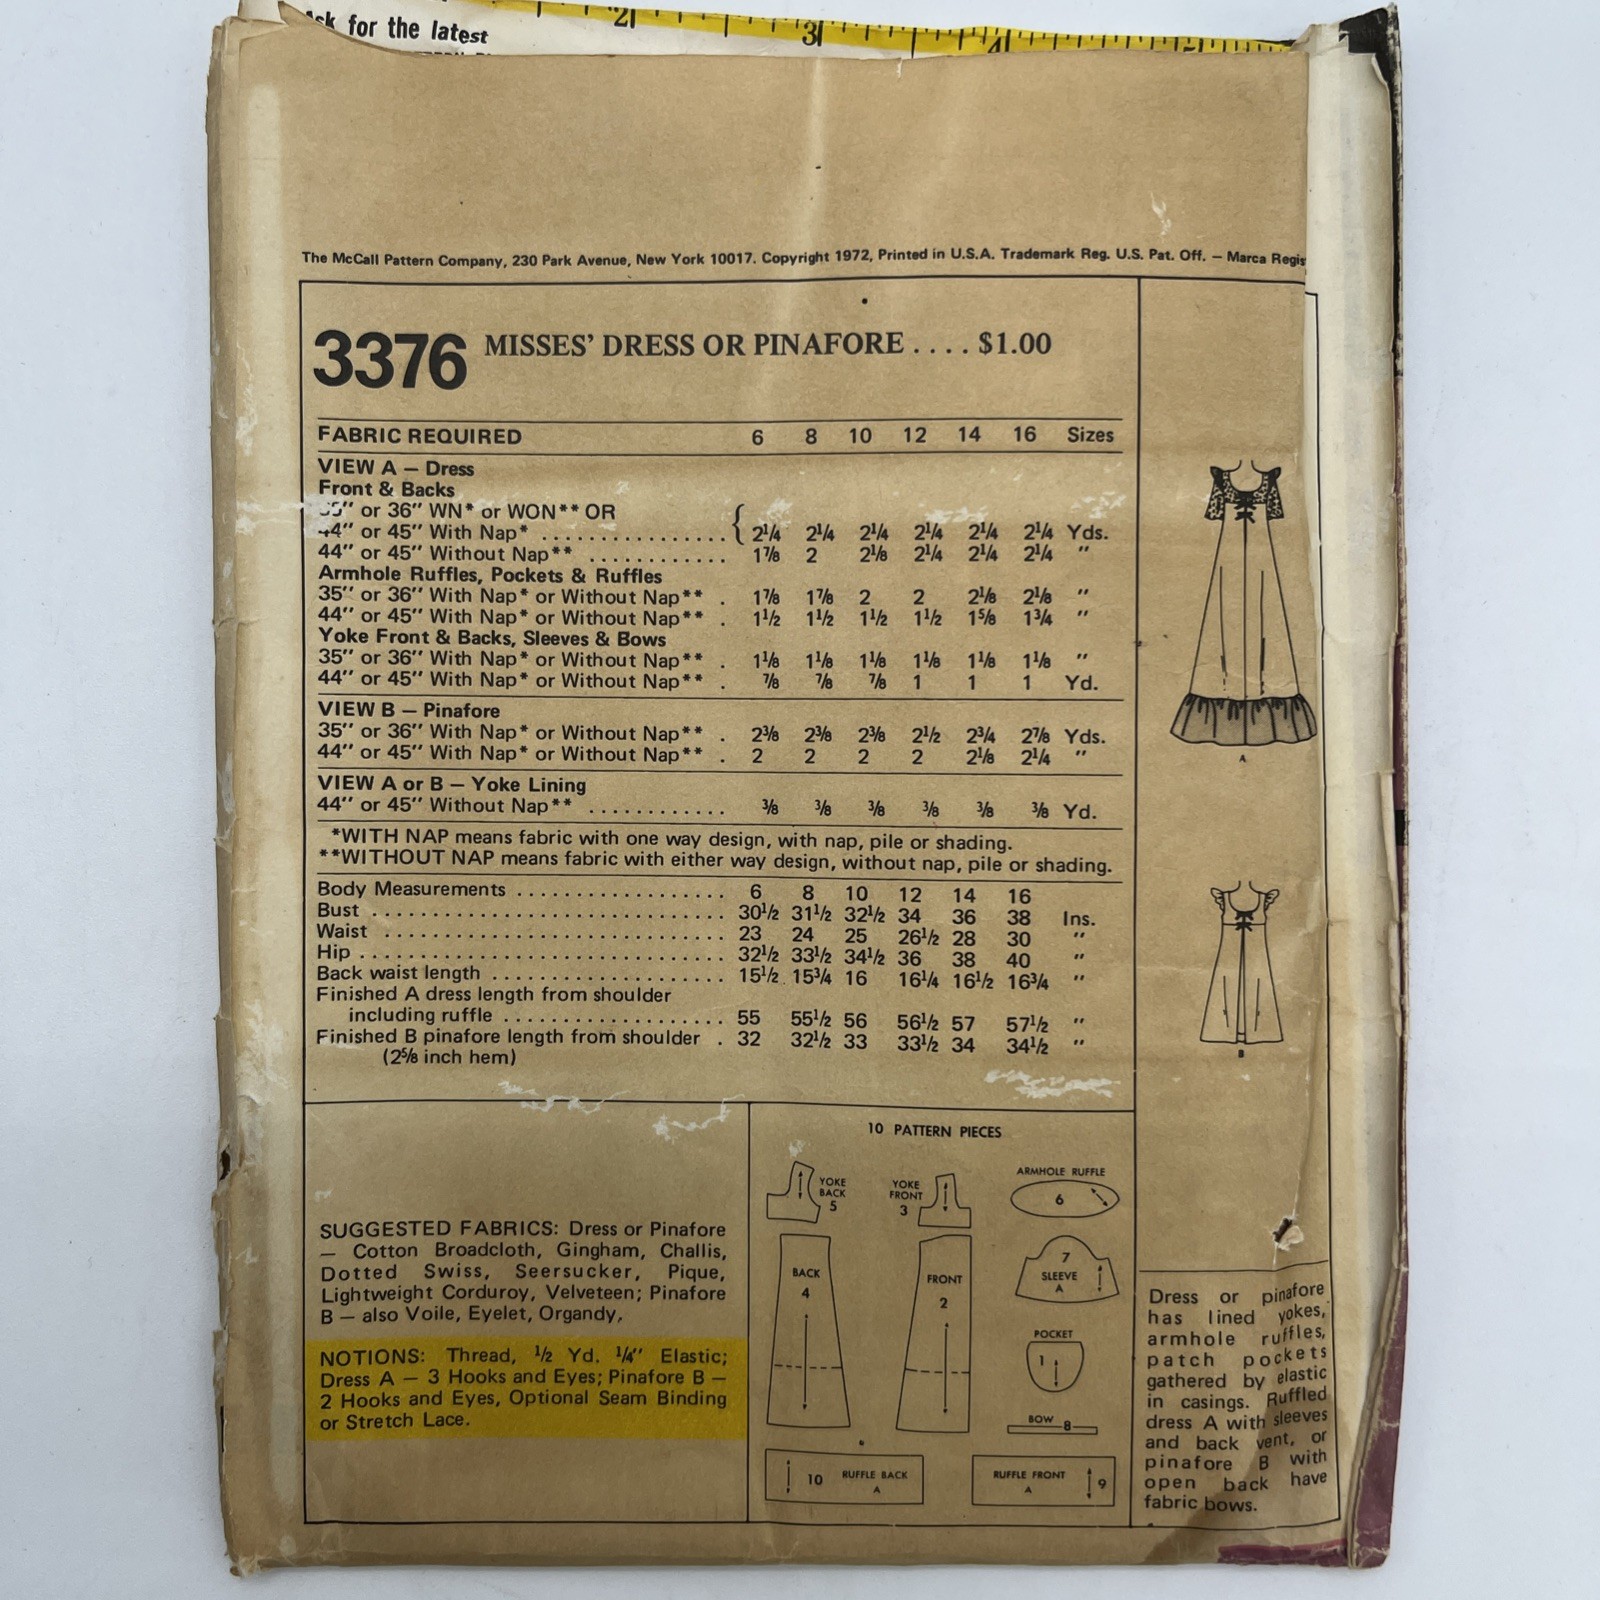 Ask for the latest
2
3
4
The McCall Pattern Company, 230 Park Avenue, New York 10017. Copyright 1972, Printed in U.S.A. Trademark Reg. U.S. Pat. Off. — Marca Regis
3376 MISSES' DRESS OR PINAFORE . . . . $1.00
FABRIC REQUIRED 6 8 10 12 14 16 Sizes
VIEW A — Dress
Front & Backs
35" or 36" WN* or WON** OR
44" or 45" With Nap* . . . . . . . . . . . . . . . . { 2¼ 2¼ 2¼ 2¼ 2¼ 2¼ Yds.
44" or 45" Without Nap** . . . . . . . . . . . . 1⅞ 2 2⅛ 2¼ 2¼ 2¼ "
Armhole Ruffles, Pockets & Ruffles
35" or 36" With Nap* or Without Nap** . 1⅞ 1⅞ 2 2 2⅛ 2⅛ "
44" or 45" With Nap* or Without Nap** . 1½ 1½ 1½ 1½ 1⅝ 1¾ "
Yoke Front & Backs, Sleeves & Bows
35" or 36" With Nap* or Without Nap** . 1⅛ 1⅛ 1⅛ 1⅛ 1⅛ 1⅛ "
44" or 45" With Nap* or Without Nap** . ⅞ ⅞ ⅞ 1 1 1 Yd.
VIEW B — Pinafore
35" or 36" With Nap* or Without Nap** . 2⅜ 2⅜ 2⅜ 2½ 2¾ 2⅞ Yds.
44" or 45" With Nap* or Without Nap** . 2 2 2 2 2⅛ 2¼ "
VIEW A or B — Yoke Lining
44" or 45" Without Nap** . . . . . . . . . . . . ⅜ ⅜ ⅜ ⅜ ⅜ ⅜ Yd.
*WITH NAP means fabric with one way design, with nap, pile or shading.
**WITHOUT NAP means fabric with either way design, without nap, pile or shading.
Body Measurements . . . . . . . . . . . . . . . . . . 6 8 10 12 14 16
Bust . . . . . . . . . . . . . . . . . . . . . . . . . . . . . . 30½ 31½ 32½ 34 36 38 Ins.
Waist . . . . . . . . . . . . . . . . . . . . . . . . . . . . . 23 24 25 26½ 28 30 "
Hip . . . . . . . . . . . . . . . . . . . . . . . . . . . . . . . 32½ 33½ 34½ 36 38 40 "
Back waist length . . . . . . . . . . . . . . . . . . . . 15½ 15¾ 16 16¼ 16½ 16¾ "
Finished A dress length from shoulder
including ruffle . . . . . . . . . . . . . . . . . . . 55 55½ 56 56½ 57 57½ "
Finished B pinafore length from shoulder . 32 32½ 33 33½ 34 34½ "
(2⅝ inch hem)
A
B
SUGGESTED FABRICS: Dress or Pinafore
— Cotton Broadcloth, Gingham, Challis,
Dotted Swiss, Seersucker, Pique,
Lightweight Corduroy, Velveteen; Pinafore
B — also Voile, Eyelet, Organdy,
NOTIONS: Thread, ½ Yd. ¼" Elastic;
Dress A — 3 Hooks and Eyes; Pinafore B —
2 Hooks and Eyes, Optional Seam Binding
or Stretch Lace.
10 PATTERN PIECES
YOKE
BACK
5
YOKE
FRONT
3
ARMHOLE RUFFLE
6
BACK
4
FRONT
2
7
SLEEVE
A
POCKET
1
BOW 8
10 RUFFLE BACK
A
RUFFLE FRONT 9
A
Dress or pinafore
has lined yokes,
armhole ruffles,
patch pockets
gathered by elastic
in casings. Ruffled
dress A with sleeves
and back vent, or
pinafore B with
open back have
fabric bows.